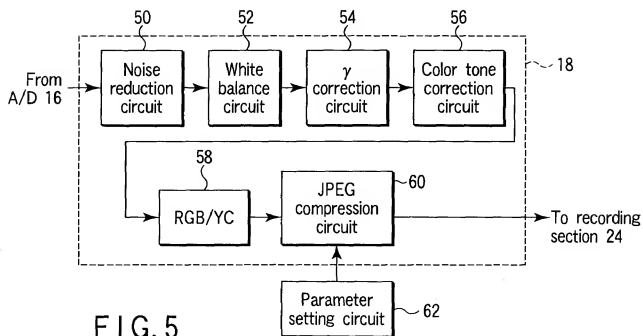 50
52
54
56
18
From
A/D 16
Noise
reduction
circuit
White
balance
circuit
γ
correction
circuit
Color tone
correction
circuit
58
60
RGB/YC
JPEG
compression
circuit
To recording
section 24
Parameter
setting circuit
62
FIG. 5